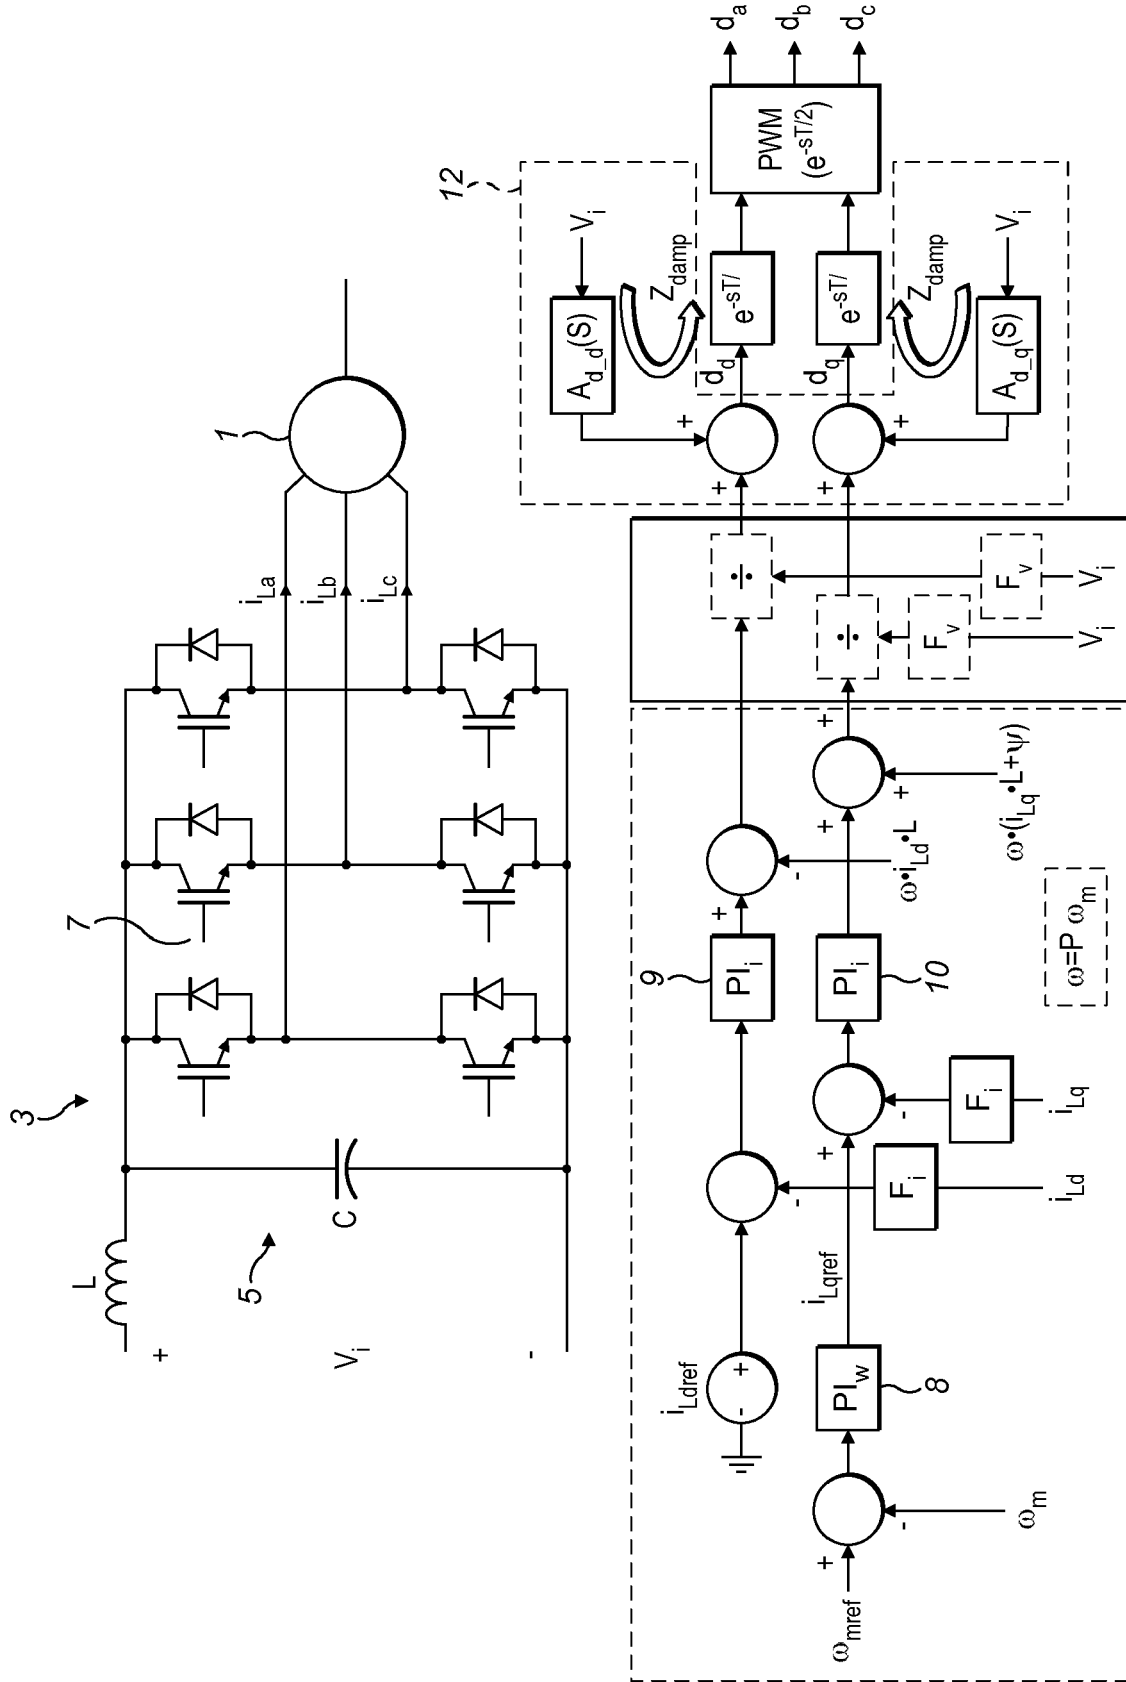 3
L
+
V_i
-
5
C
7
i_La
i_Lb
i_Lc
1
12
V_i
A_d_d(S)
Z_damp
d_d
e^-sT/
d_q
e^-sT/
PWM
(e^-sT/2)
d_a
d_b
d_c
Z_damp
A_d_q(S)
V_i
+
+
+
+
÷
÷
F_v
F_v
V_i
V_i
i_Ldref
- +
-
9
PI_i
+
-
ω•i_Ld•L
ω_mref
+
-
ω_m
PI_w
8
i_Lqref
+
-
F_i
i_Ld
F_i
i_Lq
PI_i
10
+
+
+
ω•(i_Lq•L+ψ)
ω=P ω_m